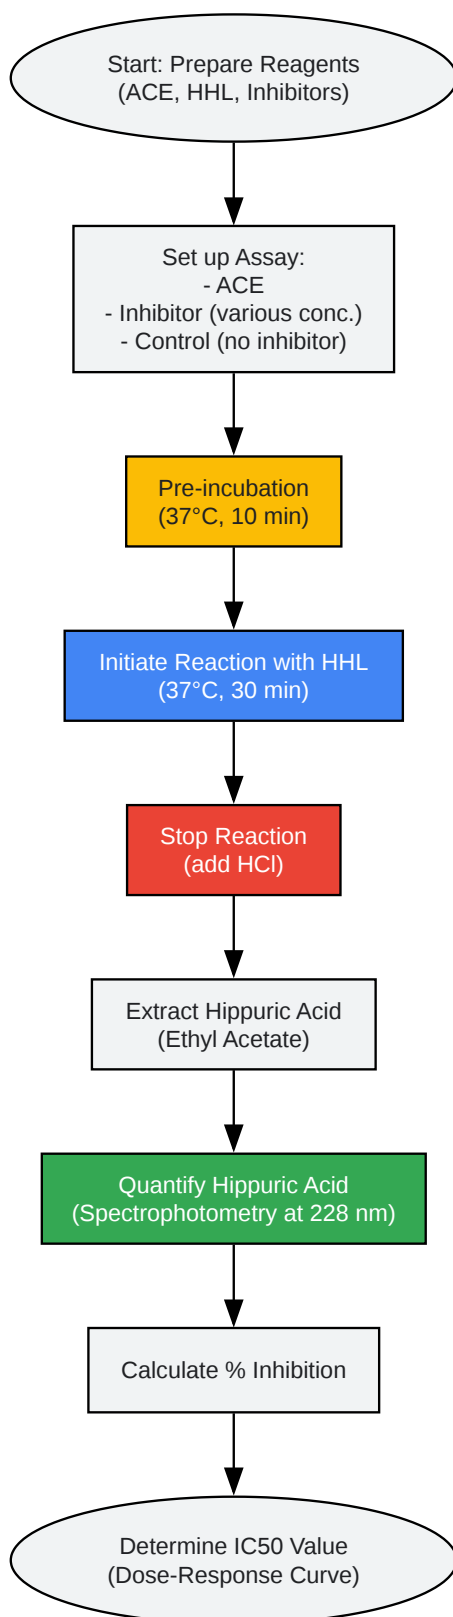 Start: Prepare Reagents
(ACE, HHL, Inhibitors)
Set up Assay:
- ACE
- Inhibitor (various conc.)
- Control (no inhibitor)
Pre-incubation
(37°C, 10 min)
Initiate Reaction with HHL
(37°C, 30 min)
Stop Reaction
(add HCl)
Extract Hippuric Acid
(Ethyl Acetate)
Quantify Hippuric Acid
(Spectrophotometry at 228 nm)
Calculate % Inhibition
Determine IC50 Value
(Dose-Response Curve)